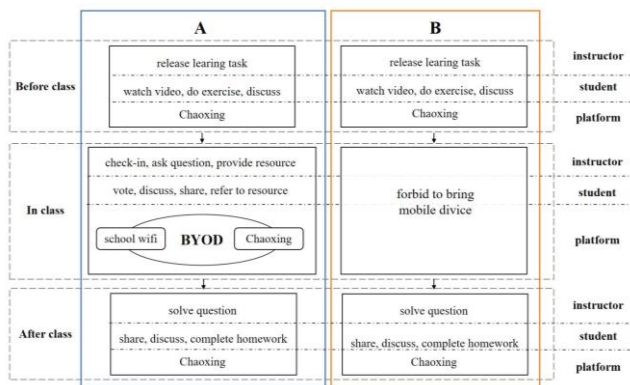 A
B
Before class
release learing task
release learing task
instructor
watch video, do exercise, discuss
watch video, do exercise, discuss
student
Chaoxing
Chaoxing
platform
In class
check-in, ask question, provide resource
instructor
vote, discuss, share, refer to resource
forbid to bring
mobile divice
student
school wifi
BYOD
Chaoxing
platform
After class
solve question
solve question
instructor
share, discuss, complete homework
share, discuss, complete homework
student
Chaoxing
Chaoxing
platform